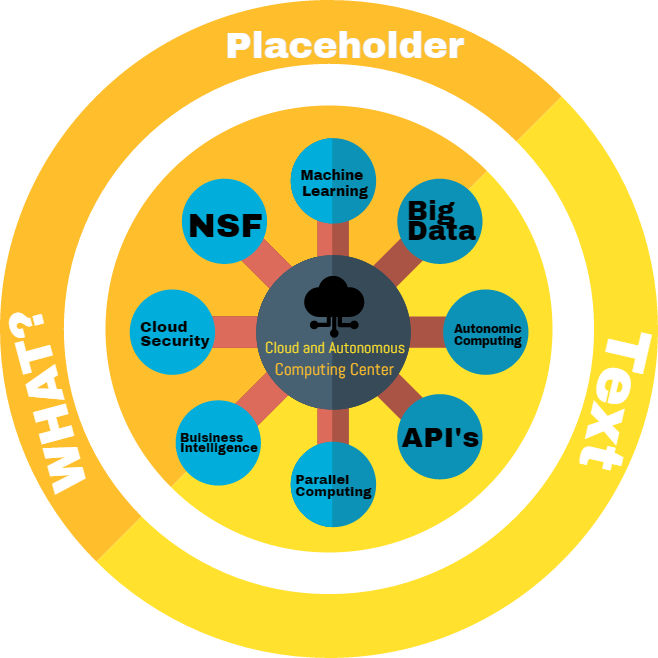 Placeholder
Machine
Learning
NSF
Big
Data
Cloud
Security
Autonomic
Computing
Cloud and Autonomous
Computing Center
WHAT?
Text
Buisiness
Intelligence
API's
Parallel
Computing